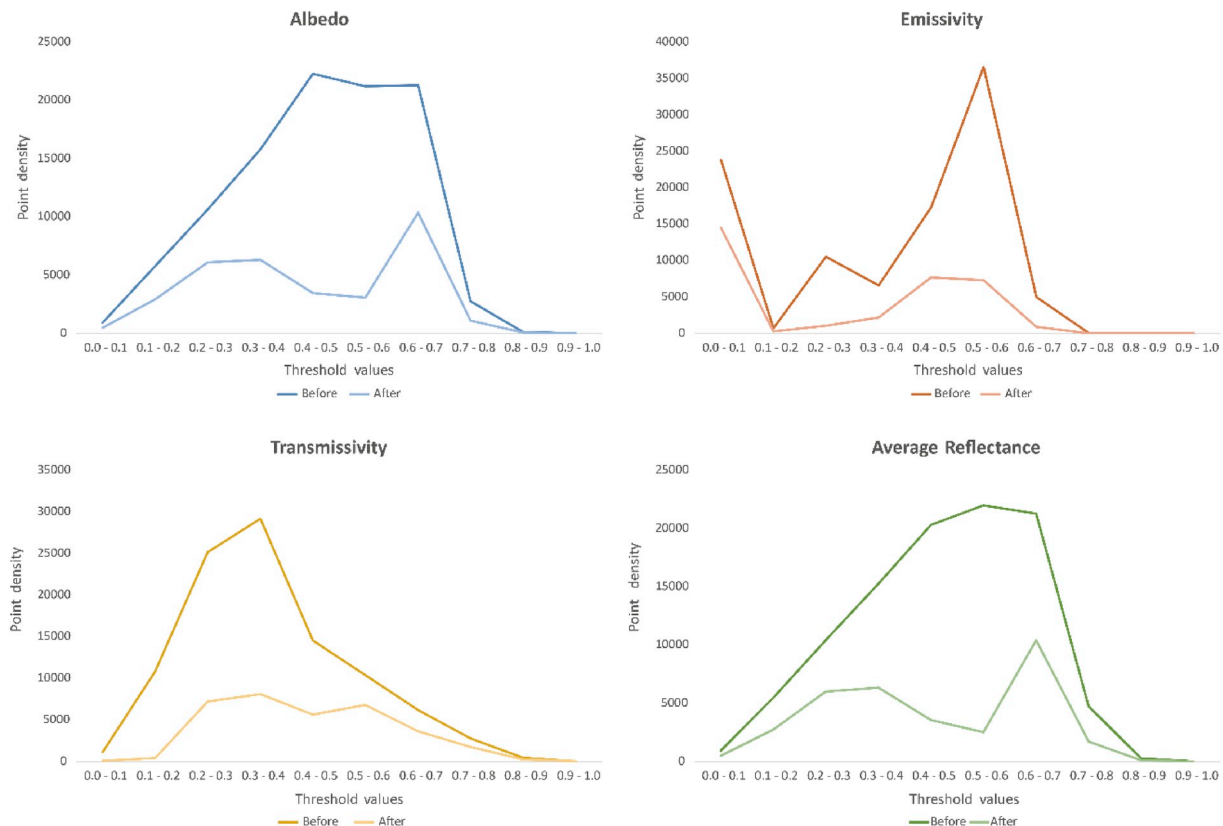 Albedo
25000
20000
15000
10000
5000
0
Point density
0.0 - 0.1 0.1 - 0.2 0.2 - 0.3 0.3 - 0.4 0.4 - 0.5 0.5 - 0.6 0.6 - 0.7 0.7 - 0.8 0.8 - 0.9 0.9 - 1.0
Threshold values
Before After
Emissivity
40000
35000
30000
25000
20000
15000
10000
5000
0
Point density
0.0 - 0.1 0.1 - 0.2 0.2 - 0.3 0.3 - 0.4 0.4 - 0.5 0.5 - 0.6 0.6 - 0.7 0.7 - 0.8 0.8 - 0.9 0.9 - 1.0
Threshold values
Before After
Transmissivity
35000
30000
25000
20000
15000
10000
5000
0
Point density
0.0 - 0.1 0.1 - 0.2 0.2 - 0.3 0.3 - 0.4 0.4 - 0.5 0.5 - 0.6 0.6 - 0.7 0.7 - 0.8 0.8 - 0.9 0.9 - 1.0
Threshold values
Before After
Average Reflectance
25000
20000
15000
10000
5000
0
Point density
0.0 - 0.1 0.1 - 0.2 0.2 - 0.3 0.3 - 0.4 0.4 - 0.5 0.5 - 0.6 0.6 - 0.7 0.7 - 0.8 0.8 - 0.9 0.9 - 1.0
Threshold values
Before After